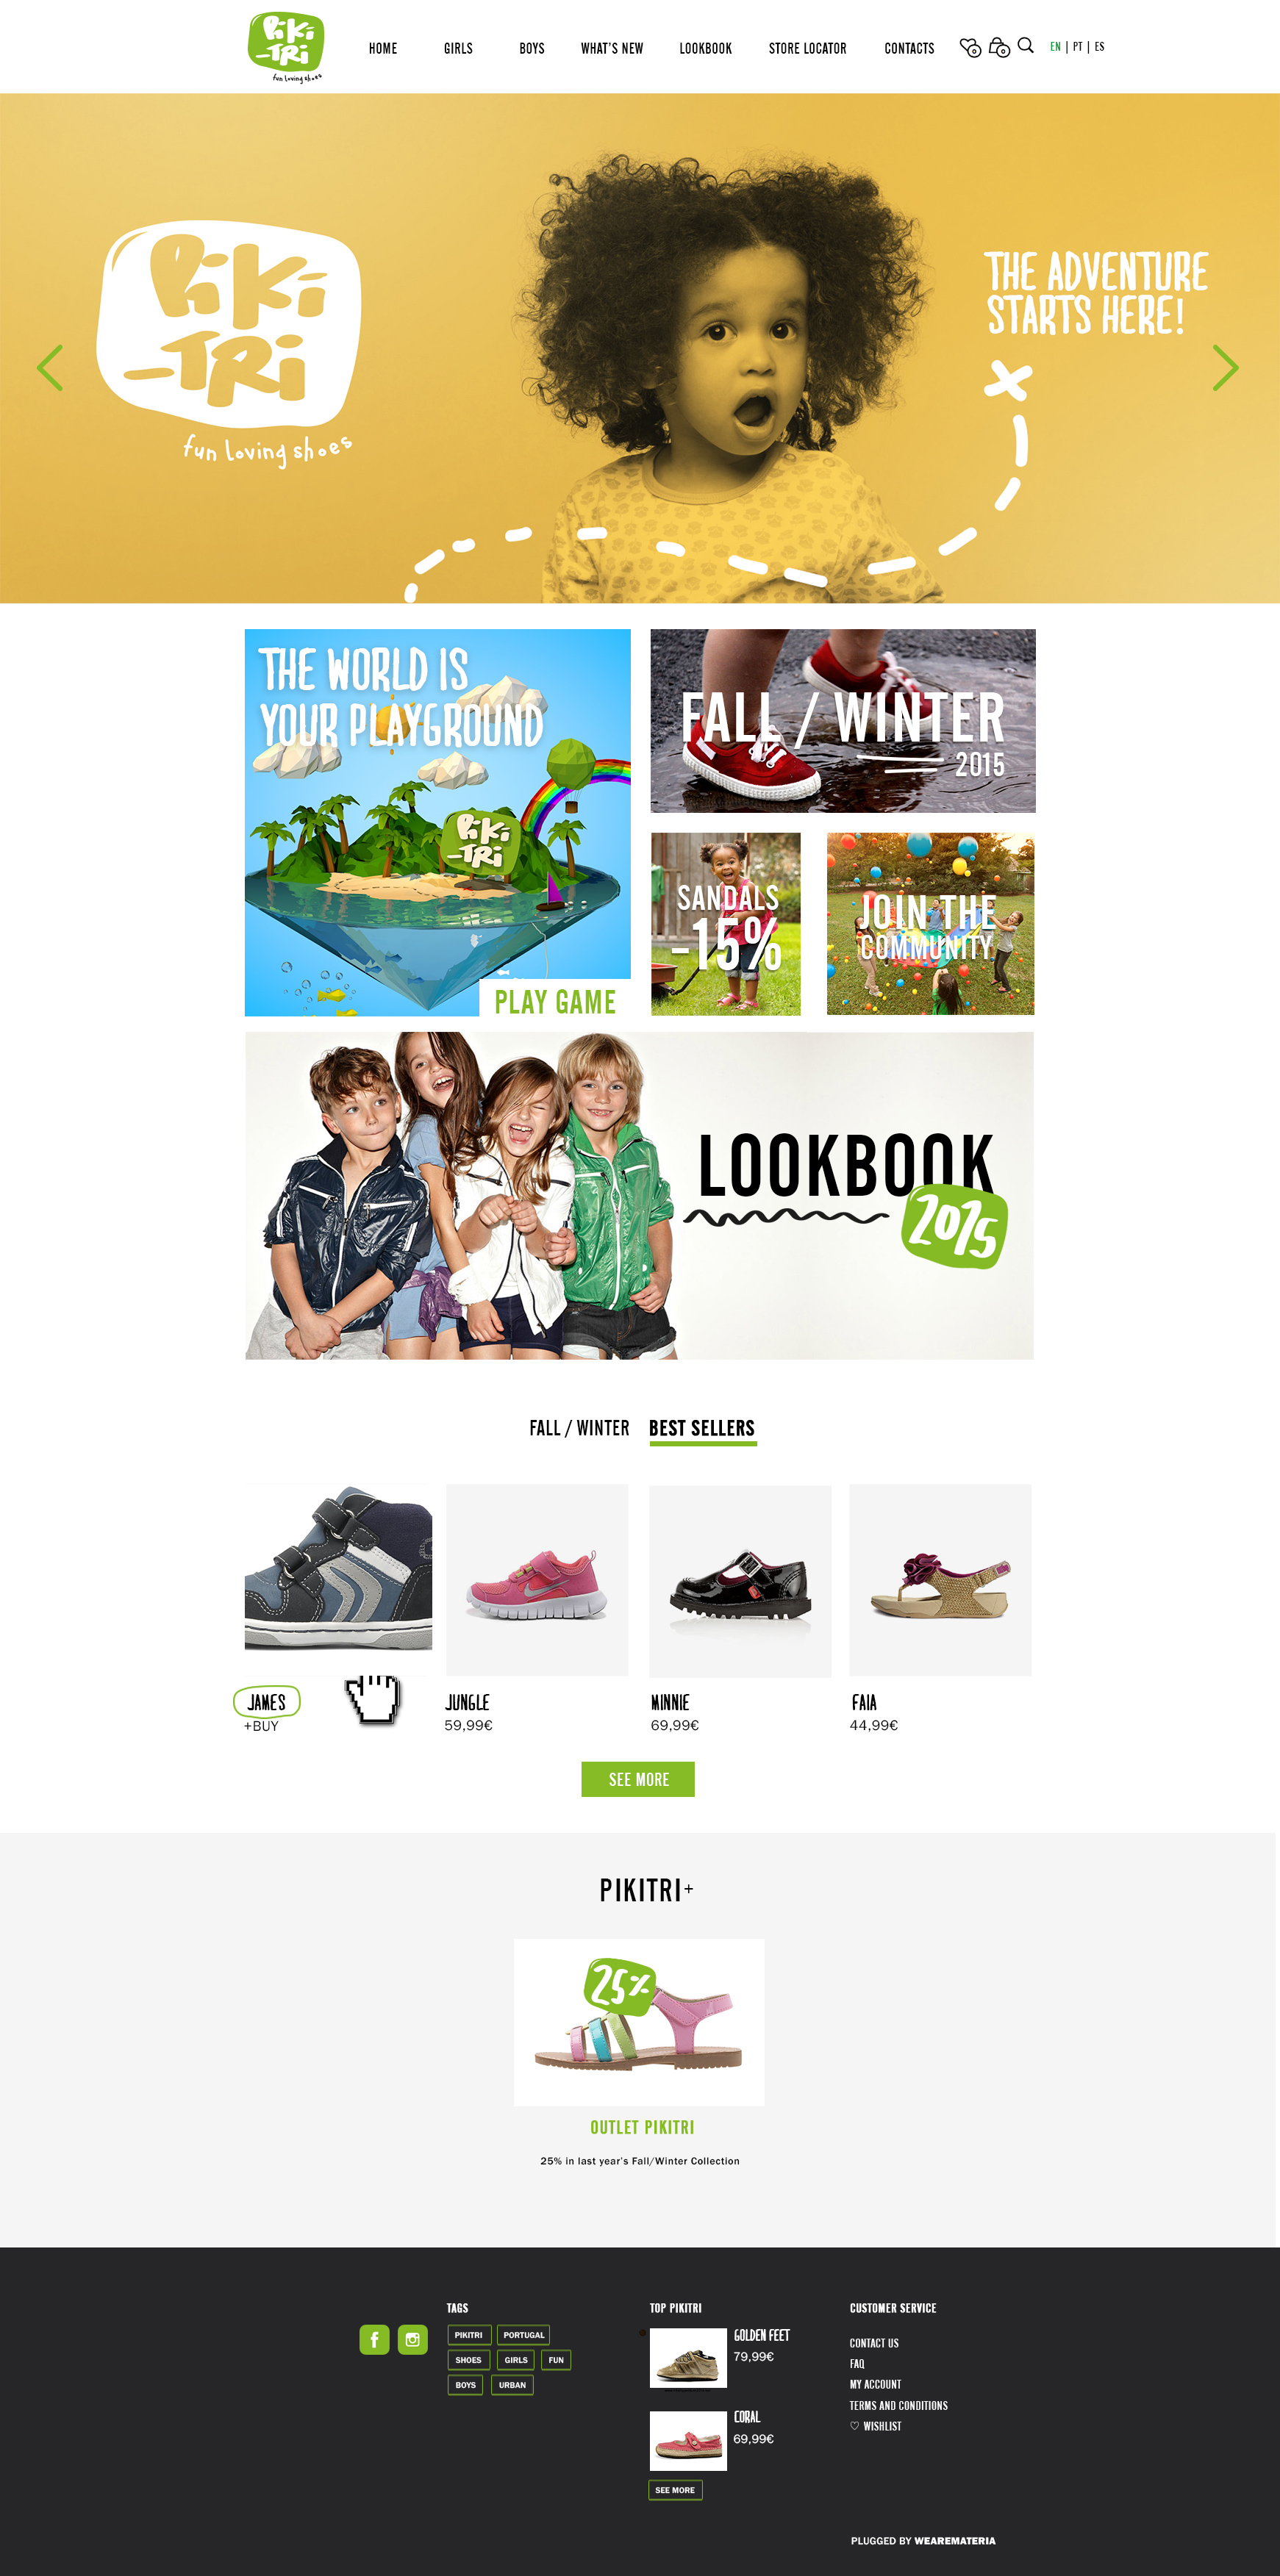 PiKi
-TRi
fun loving shoes
HOME GIRLS BOYS WHAT'S NEW LOOKBOOK STORE LOCATOR CONTACTS 0 0 EN | PT | ES
PiKi
-TRi
fun loving shoes
THE ADVENTURE
STARTS HERE!
THE WORLD IS
YOUR PLAYGROUND
PiKi
-TRi
PLAY GAME
FALL / WINTER
2015
SANDALS
-15%
JOIN THE
COMMUNITY
LOOKBOOK
2015
FALL / WINTER BEST SELLERS
JAMES
+BUY
JUNGLE
59,99€
MINNIE
69,99€
FAIA
44,99€
SEE MORE
PIKITRI+
25%
OUTLET PIKITRI
25% in last year's Fall/Winter Collection
TAGS
PIKITRI PORTUGAL
SHOES GIRLS FUN
BOYS URBAN
TOP PIKITRI
GOLDEN FEET
79,99€
CORAL
69,99€
SEE MORE
CUSTOMER SERVICE
CONTACT US
FAQ
MY ACCOUNT
TERMS AND CONDITIONS
♡ WISHLIST
PLUGGED BY WEAREMATERIA